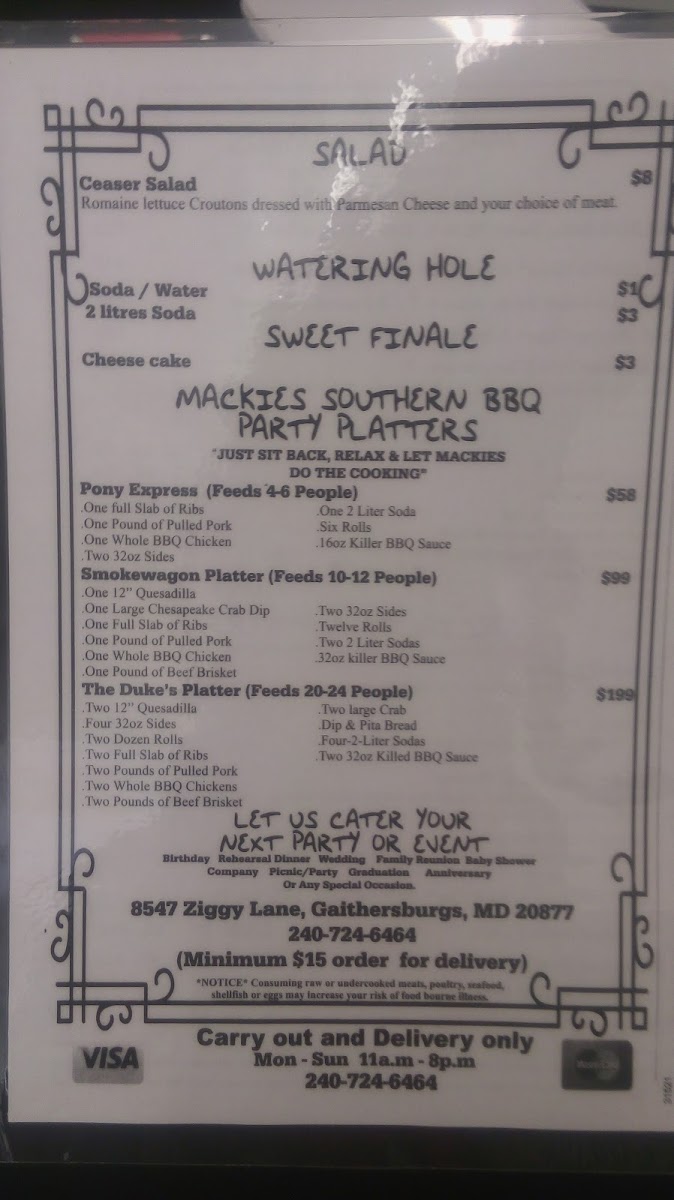 SALAD
Ceaser Salad $8
Romaine lettuce Croutons dressed with Parmesan Cheese and your choice of meat.
WATERING HOLE
Soda / Water $1
2 litres Soda $3
SWEET FINALE
Cheese cake $3
MACKIES SOUTHERN BBQ
PARTY PLATTERS
"JUST SIT BACK, RELAX & LET MACKIES
DO THE COOKING"
Pony Express (Feeds 4-6 People) $58
.One full Slab of Ribs .One 2 Liter Soda
.One Pound of Pulled Pork .Six Rolls
.One Whole BBQ Chicken .16oz Killer BBQ Sauce
.Two 32oz Sides
Smokewagon Platter (Feeds 10-12 People) $99
.One 12" Quesadilla
.One Large Chesapeake Crab Dip .Two 32oz Sides
.One Full Slab of Ribs .Twelve Rolls
.One Pound of Pulled Pork .Two 2 Liter Sodas
.One Whole BBQ Chicken .32oz killer BBQ Sauce
.One Pound of Beef Brisket
The Duke's Platter (Feeds 20-24 People) $199
.Two 12" Quesadilla .Two large Crab
.Four 32oz Sides .Dip & Pita Bread
.Two Dozen Rolls .Four-2-Liter Sodas
.Two Full Slab of Ribs .Two 32oz Killed BBQ Sauce
.Two Pounds of Pulled Pork
.Two Whole BBQ Chickens
.Two Pounds of Beef Brisket
LET US CATER YOUR
NEXT PARTY OR EVENT
Birthday Rehearsal Dinner Wedding Family Reunion Baby Shower
Company Picnic/Party Graduation Anniversary
Or Any Special Occasion.
8547 Ziggy Lane, Gaithersburgs, MD 20877
240-724-6464
(Minimum $15 order for delivery)
*NOTICE* Consuming raw or undercooked meats, poultry, seafood,
shellfish or eggs may increase your risk of food bourne illness.
Carry out and Delivery only
VISA Mon - Sun 11a.m - 8p.m MasterCard
240-724-6464